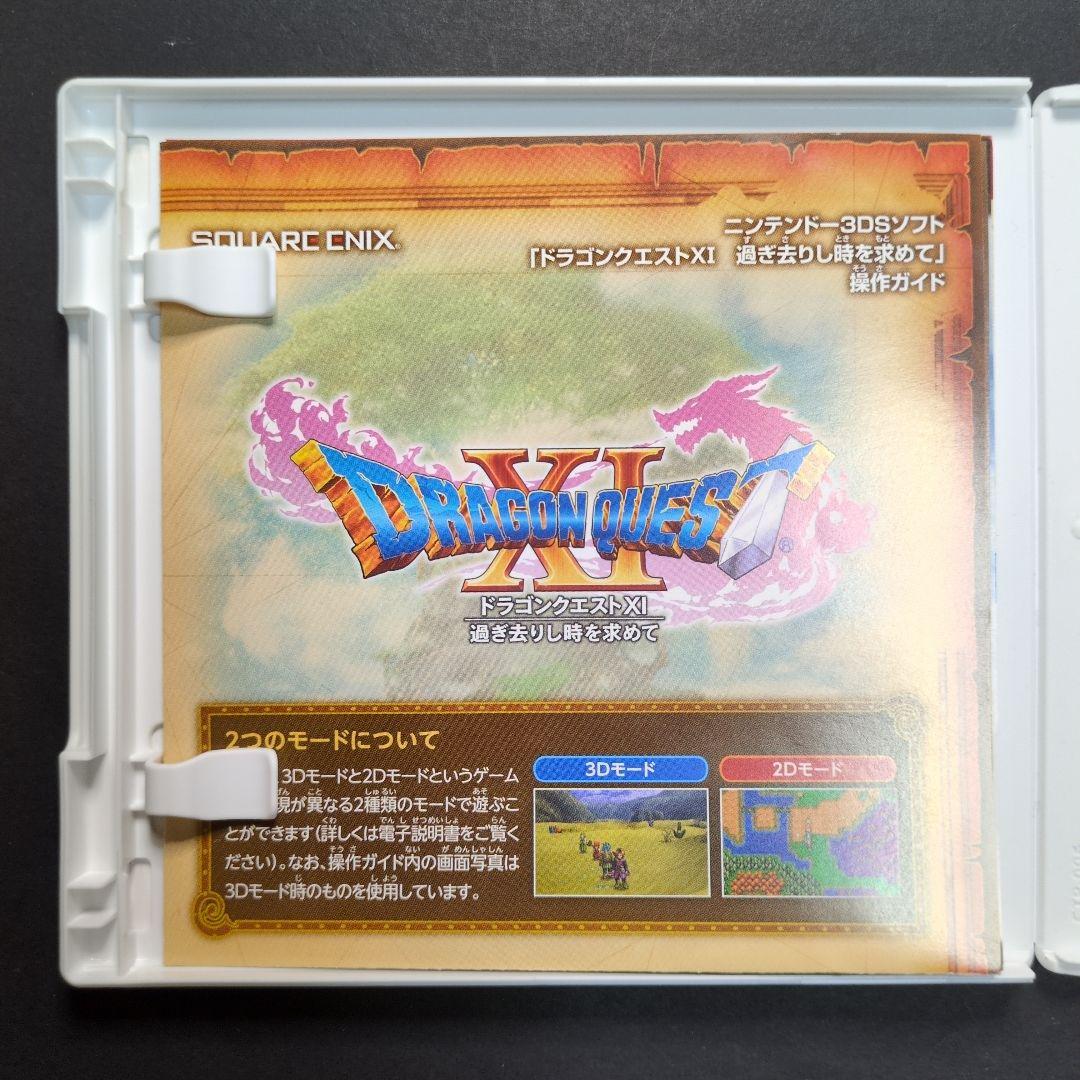 SQUARE ENIX®
ニンテンドー3DSソフト
「ドラゴンクエストXI 過ぎ去りし時を求めて」
操作ガイド
DRAGON QUEST®
XI
ドラゴンクエストXI
過ぎ去りし時を求めて
2つのモードについて
3Dモードと2Dモードというゲーム
現が異なる2種類のモードで遊ぶこ
とができます(詳しくは電子説明書をご覧く
ださい)。なお、操作ガイド内の画面写真は
3Dモード時のものを使用しています。
3Dモード
2Dモード